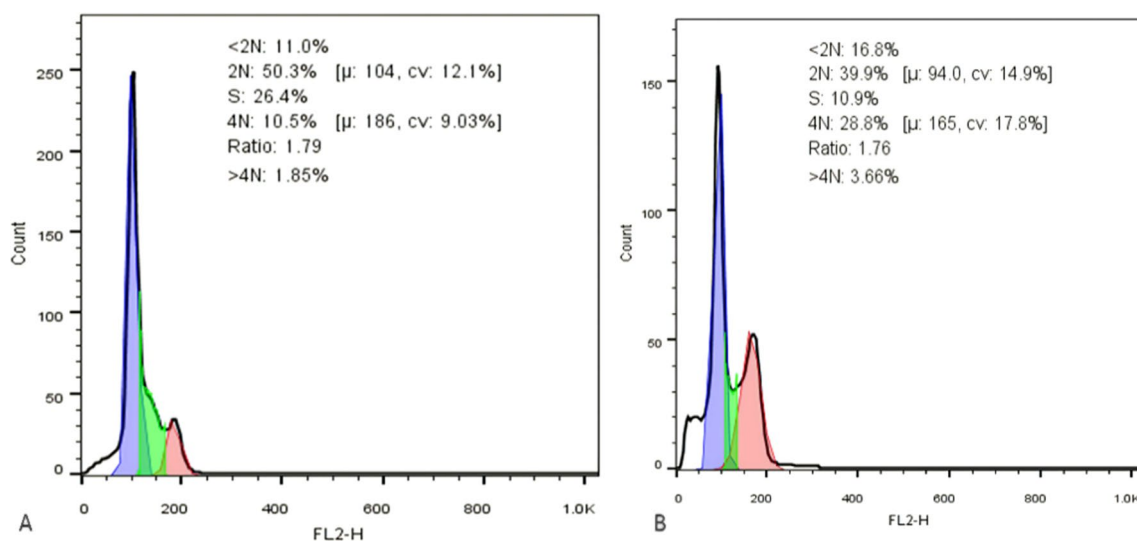 <2N: 11.0%
2N: 50.3% [µ: 104, cv: 12.1%]
S: 26.4%
4N: 10.5% [µ: 186, cv: 9.03%]
Ratio: 1.79
>4N: 1.85%
250
200
150
100
50
0
Count
0
200
400
600
800
1.0K
FL2-H
A
<2N: 16.8%
2N: 39.9% [µ: 94.0, cv: 14.9%]
S: 10.9%
4N: 28.8% [µ: 165, cv: 17.8%]
Ratio: 1.76
>4N: 3.66%
150
100
50
0
Count
0
200
400
600
800
1.0K
FL2-H
B